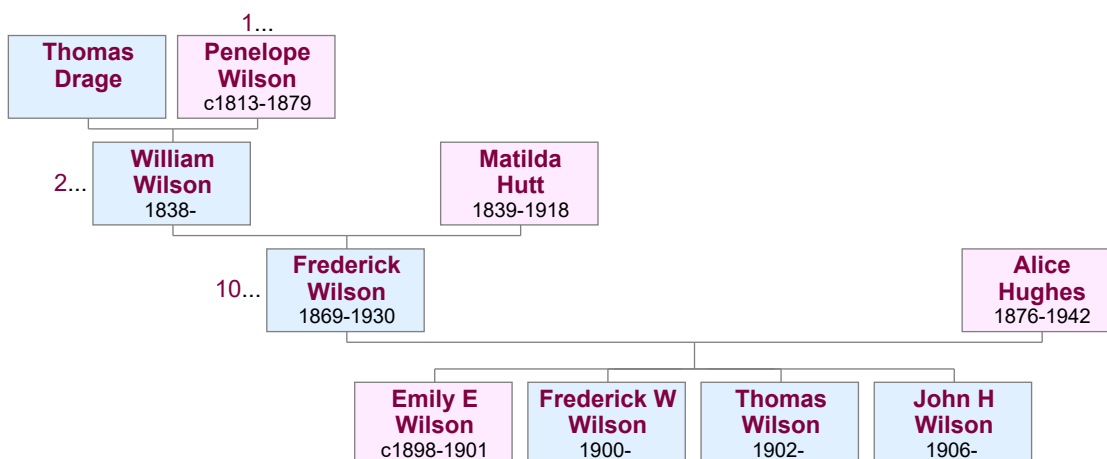 1...
Thomas
Drage
Penelope
Wilson
c1813-1879
2...
William
Wilson
1838-
Matilda
Hutt
1839-1918
10...
Frederick
Wilson
1869-1930
Alice
Hughes
1876-1942
Emily E
Wilson
c1898-1901
Frederick W
Wilson
1900-
Thomas
Wilson
1902-
John H
Wilson
1906-